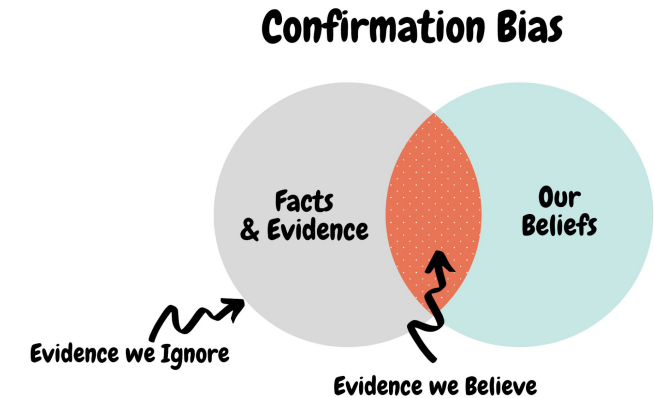 Confirmation Bias
Facts
& Evidence
Our
Beliefs
Evidence we Ignore
Evidence we Believe